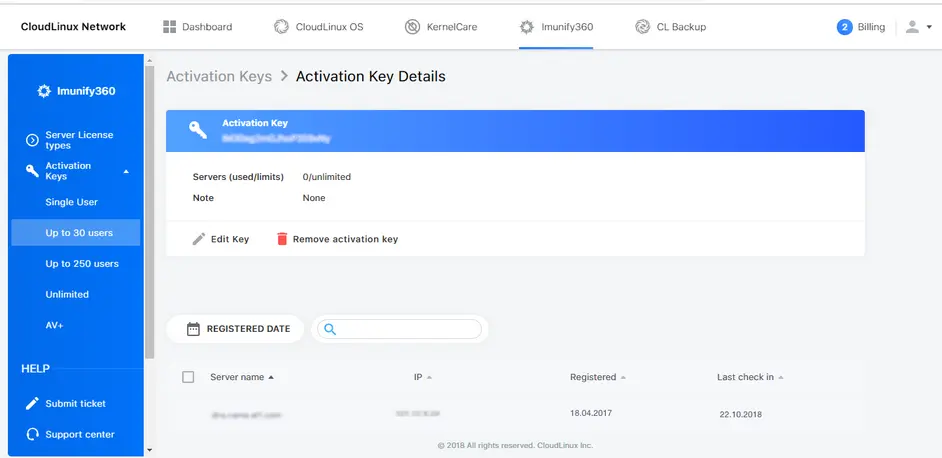 CloudLinux Network
Dashboard
CloudLinux OS
KernelCare
Imunify360
CL Backup
2 Billing
Imunify360
Server License
types
Activation
Keys
Single User
Up to 30 users
Up to 250 users
Unlimited
AV+
HELP
Submit ticket
Support center
Activation Keys > Activation Key Details
Activation Key
Servers (used/limits) 0/unlimited
Note None
Edit Key Remove activation key
REGISTERED DATE
Server name IP Registered Last check in
18.04.2017 22.10.2018
© 2018 All rights reserved. CloudLinux Inc.